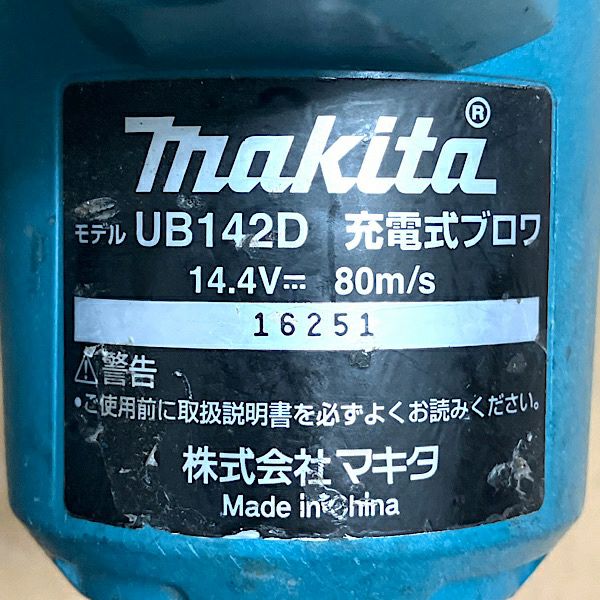 makita®
モデル UB142D 充電式ブロワ
14.4V⎓ 80m/s
16251
⚠警告
•ご使用前に取扱説明書を必ずよくお読みください。
株式会社マキタ
Made in China